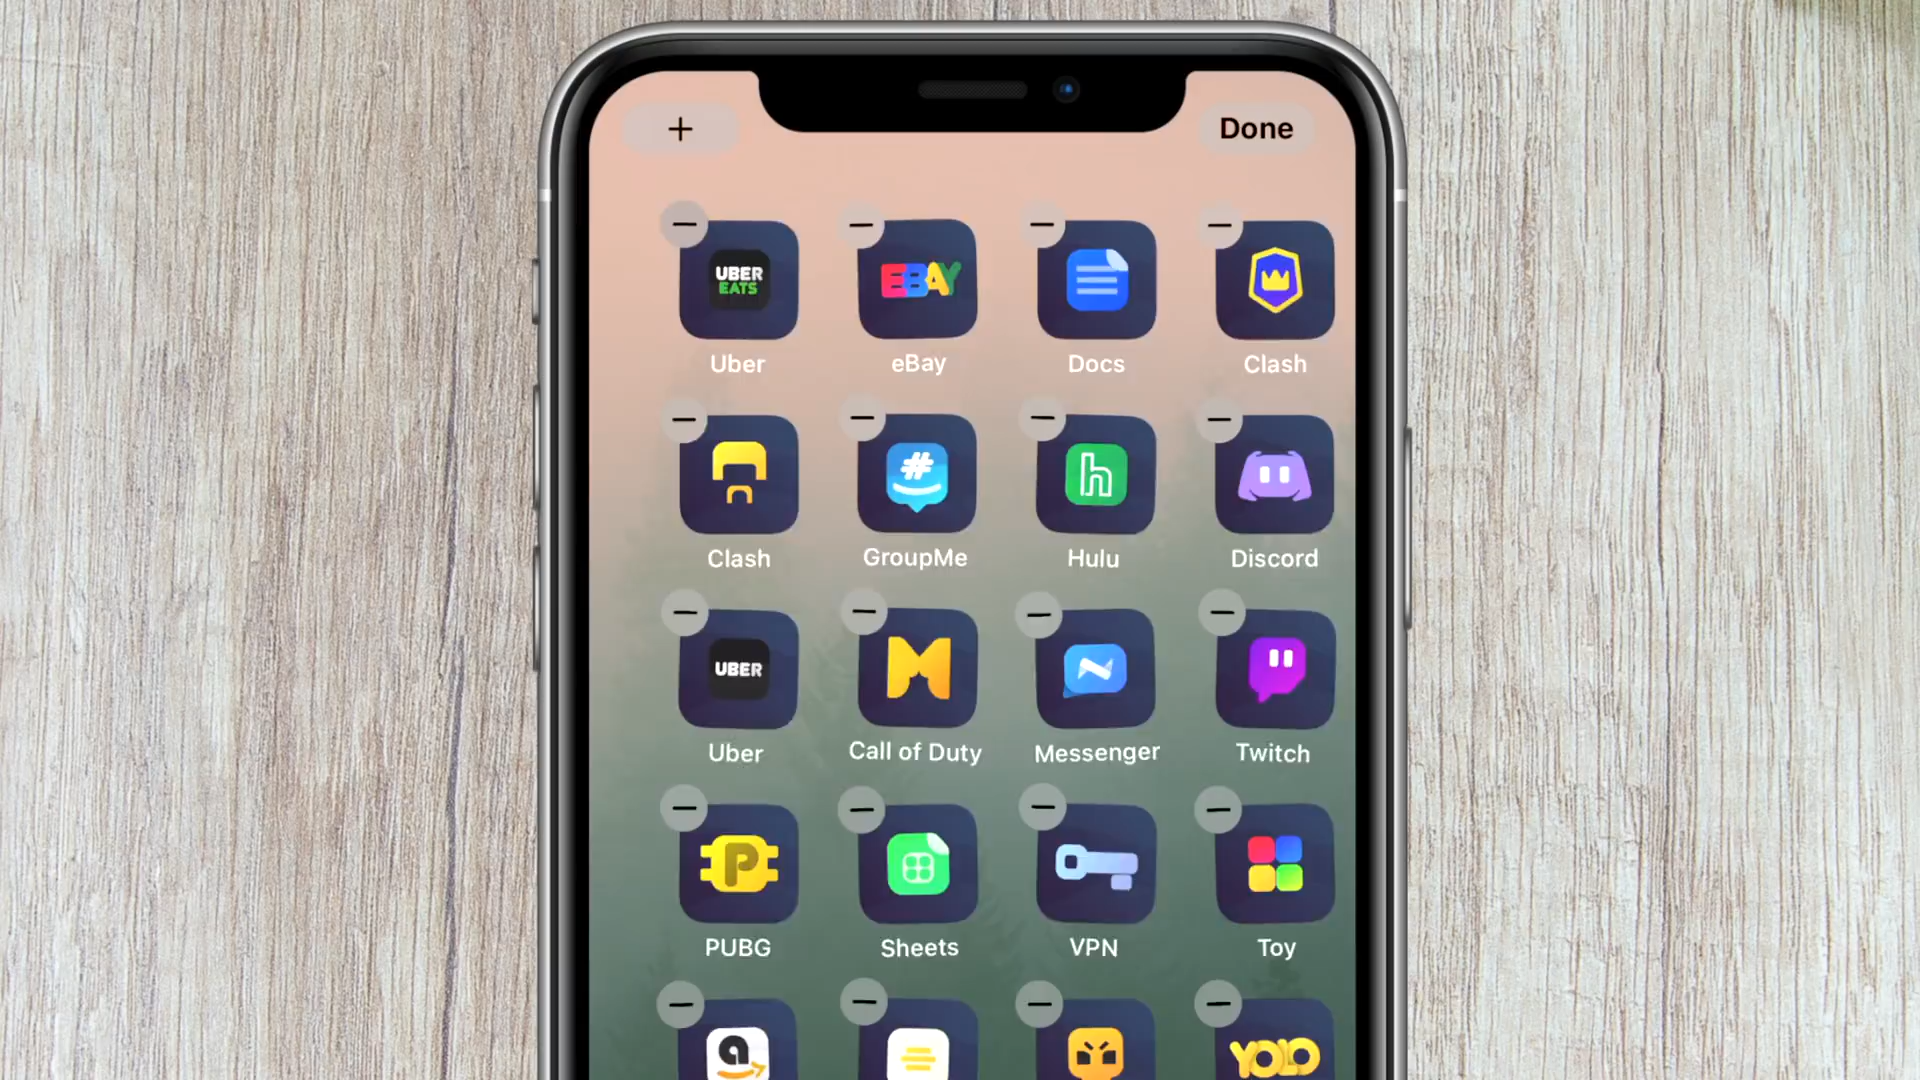 +
Done
UBER
EATS
EBAY
Uber
eBay
Docs
Clash
#
h
Clash
GroupMe
Hulu
Discord
UBER
Uber
Call of Duty
Messenger
Twitch
P
PUBG
Sheets
VPN
Toy
a
YOLO